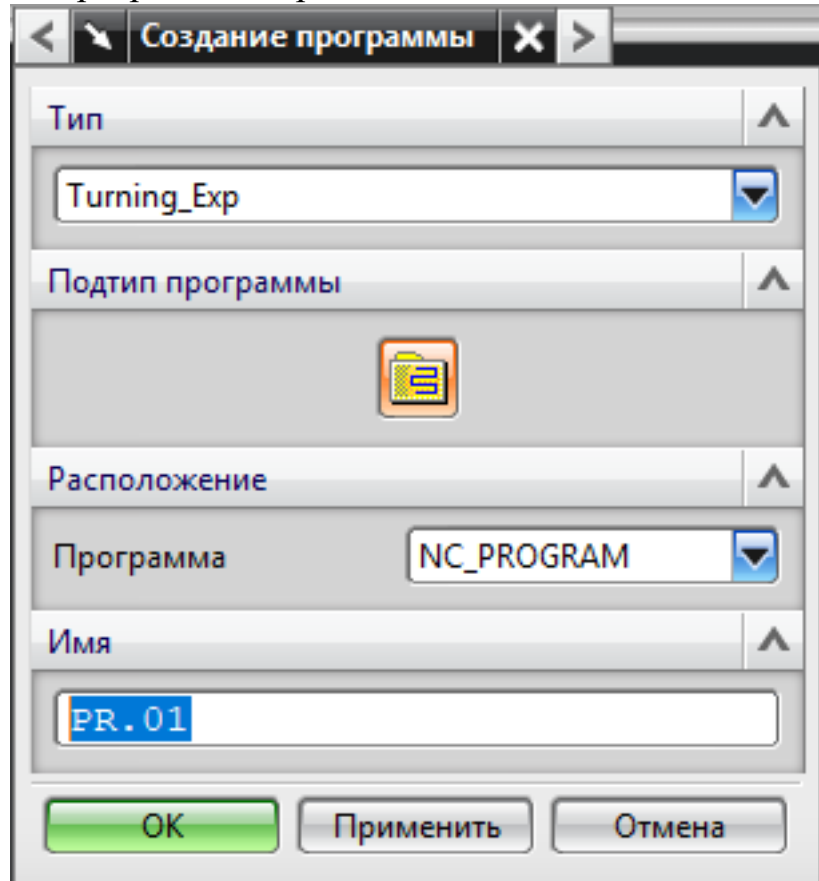 Создание программы
Тип
Turning_Exp
Подтип программы
Расположение
Программа NC_PROGRAM
Имя
PR.01
OK Применить Отмена